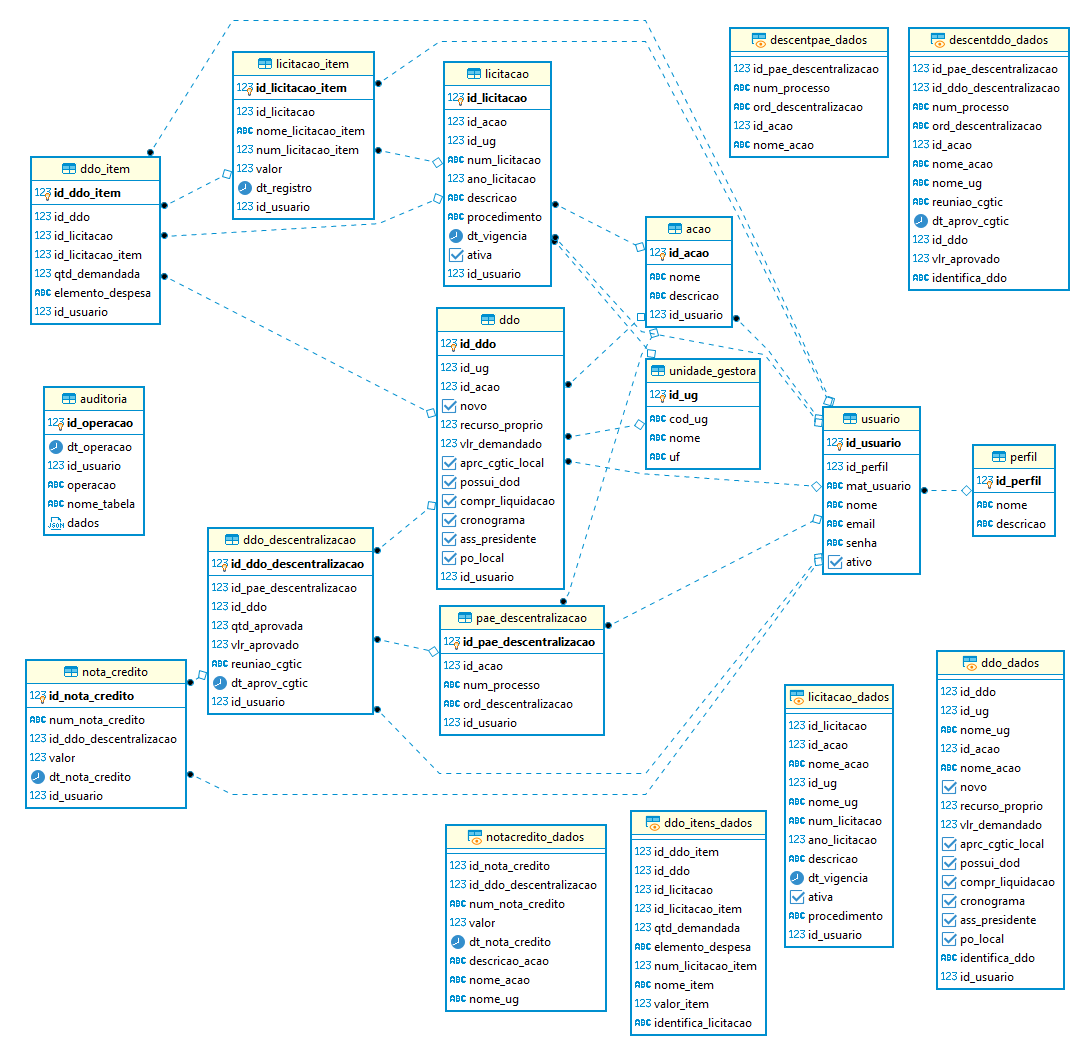 licitacao_item
123 id_licitacao_item
123 id_licitacao
ABC nome_licitacao_item
123 num_licitacao_item
123 valor
dt_registro
123 id_usuario
licitacao
123 id_licitacao
123 id_acao
123 id_ug
ABC num_licitacao
123 ano_licitacao
ABC descricao
ABC procedimento
dt_vigencia
ativa
123 id_usuario
descentpae_dados
123 id_pae_descentralizacao
ABC num_processo
ABC ord_descentralizacao
123 id_acao
ABC nome_acao
descentddo_dados
123 id_pae_descentralizacao
123 id_ddo_descentralizacao
ABC num_processo
ABC ord_descentralizacao
123 id_acao
ABC nome_acao
ABC nome_ug
ABC reuniao_cgtic
dt_aprov_cgtic
123 id_ddo
123 vlr_aprovado
ABC identifica_ddo
ddo_item
123 id_ddo_item
123 id_ddo
123 id_licitacao
123 id_licitacao_item
123 qtd_demandada
ABC elemento_despesa
123 id_usuario
acao
123 id_acao
ABC nome
ABC descricao
123 id_usuario
ddo
123 id_ddo
123 id_ug
123 id_acao
novo
123 recurso_proprio
123 vlr_demandado
aprc_cgtic_local
possui_dod
compr_liquidacao
cronograma
ass_presidente
po_local
123 id_usuario
unidade_gestora
123 id_ug
ABC cod_ug
ABC nome
ABC uf
auditoria
123 id_operacao
dt_operacao
123 id_usuario
ABC operacao
ABC nome_tabela
JSON dados
usuario
123 id_usuario
123 id_perfil
ABC mat_usuario
ABC nome
ABC email
ABC senha
ativo
perfil
123 id_perfil
ABC nome
ABC descricao
ddo_descentralizacao
123 id_ddo_descentralizacao
123 id_pae_descentralizacao
123 id_ddo
123 qtd_aprovada
123 vlr_aprovado
ABC reuniao_cgtic
dt_aprov_cgtic
123 id_usuario
pae_descentralizacao
123 id_pae_descentralizacao
123 id_acao
123 num_processo
ABC ord_descentralizacao
123 id_usuario
nota_credito
123 id_nota_credito
ABC num_nota_credito
123 id_ddo_descentralizacao
123 valor
dt_nota_credito
123 id_usuario
licitacao_dados
123 id_licitacao
123 id_acao
ABC nome_acao
123 id_ug
ABC nome_ug
ABC num_licitacao
123 ano_licitacao
ABC descricao
dt_vigencia
ativa
ABC procedimento
123 id_usuario
ddo_dados
123 id_ddo
123 id_ug
ABC nome_ug
123 id_acao
ABC nome_acao
novo
123 recurso_proprio
123 vlr_demandado
aprc_cgtic_local
possui_dod
compr_liquidacao
cronograma
ass_presidente
po_local
ABC identifica_ddo
123 id_usuario
notacredito_dados
123 id_nota_credito
123 id_ddo_descentralizacao
ABC num_nota_credito
123 valor
dt_nota_credito
ABC descricao_acao
ABC nome_acao
ABC nome_ug
ddo_itens_dados
123 id_ddo_item
123 id_ddo
123 id_licitacao
123 id_licitacao_item
123 qtd_demandada
ABC elemento_despesa
123 num_licitacao_item
ABC nome_item
123 valor_item
ABC identifica_licitacao